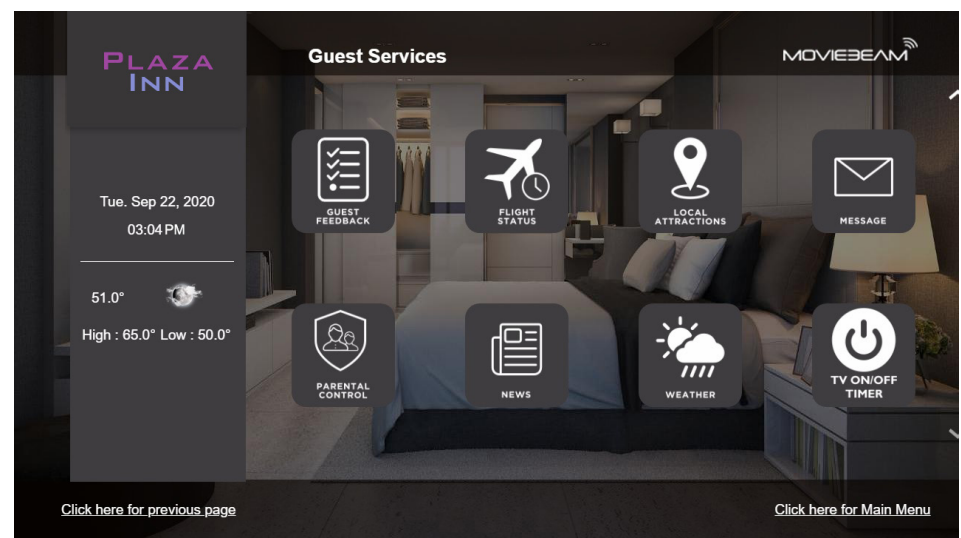 PLAZA
INN
Guest Services
MOVIEBEAM
Tue. Sep 22, 2020
03:04 PM
51.0°
High : 65.0° Low : 50.0°
GUEST
FEEDBACK
FLIGHT
STATUS
LOCAL
ATTRACTIONS
MESSAGE
PARENTAL
CONTROL
NEWS
WEATHER
TV ON/OFF
TIMER
Click here for previous page
Click here for Main Menu